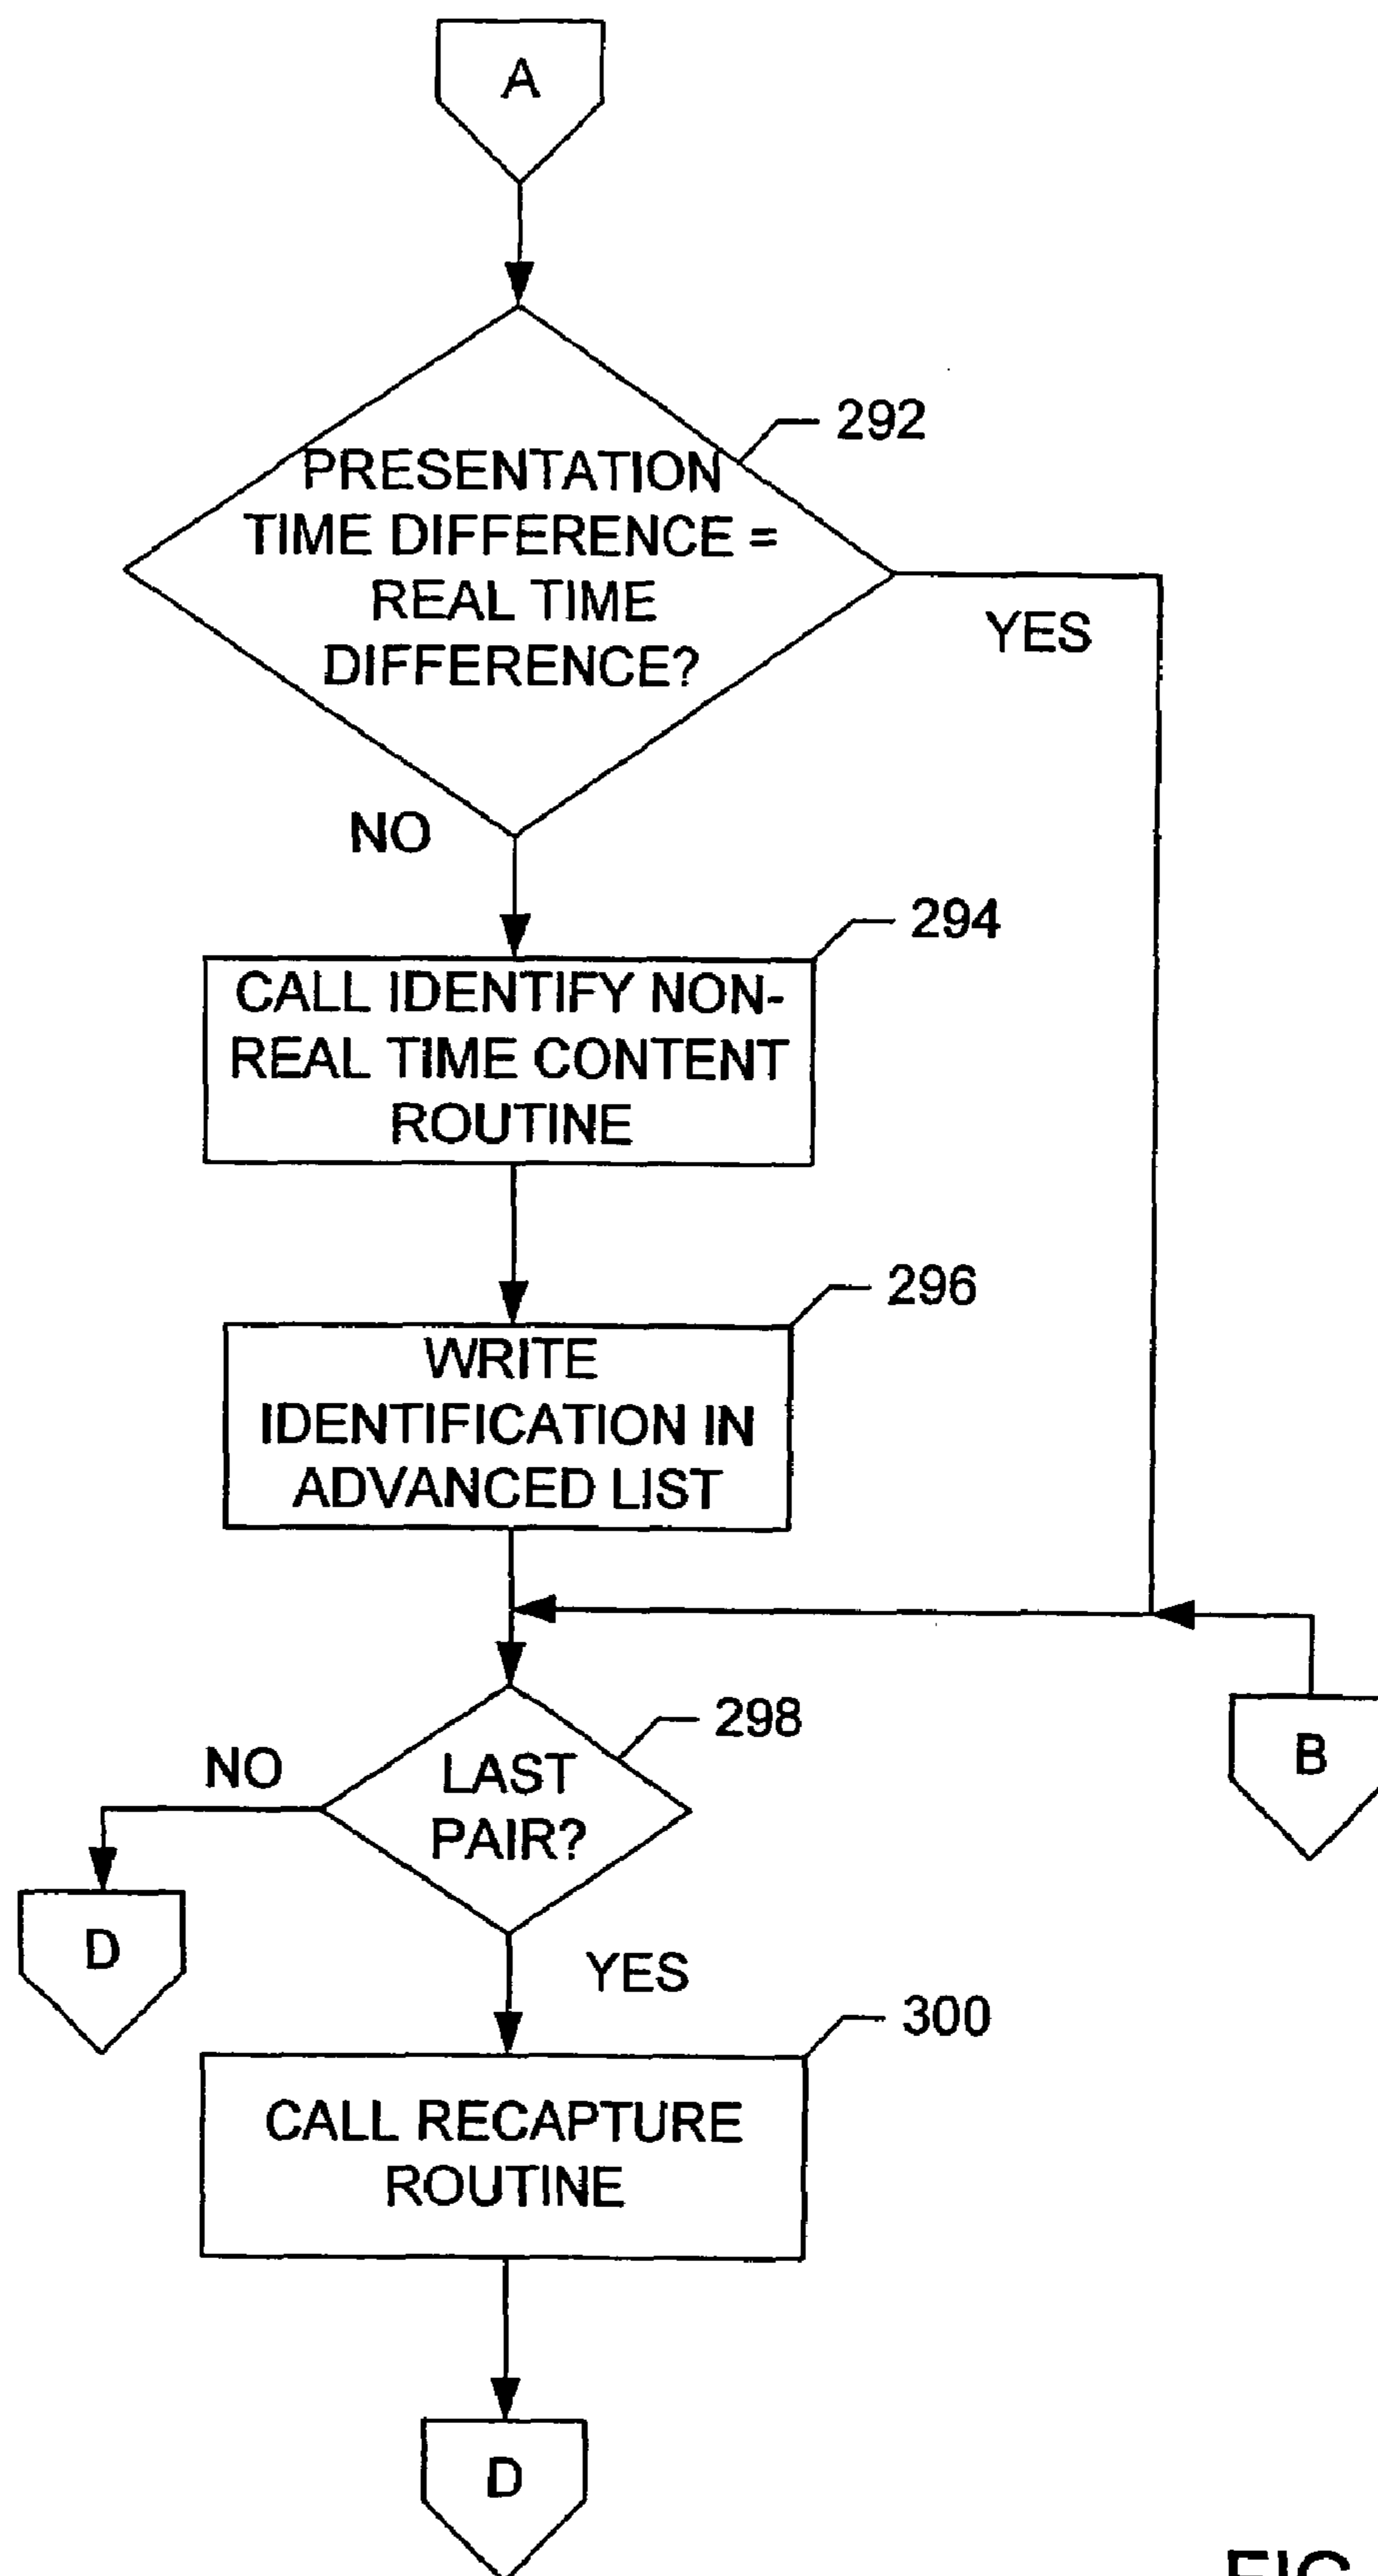 A
292
PRESENTATION
TIME DIFFERENCE =
REAL TIME
DIFFERENCE?
YES
NO
294
CALL IDENTIFY NON-
REAL TIME CONTENT
ROUTINE
296
WRITE
IDENTIFICATION IN
ADVANCED LIST
298
NO
LAST
PAIR?
B
D
YES
300
CALL RECAPTURE
ROUTINE
D